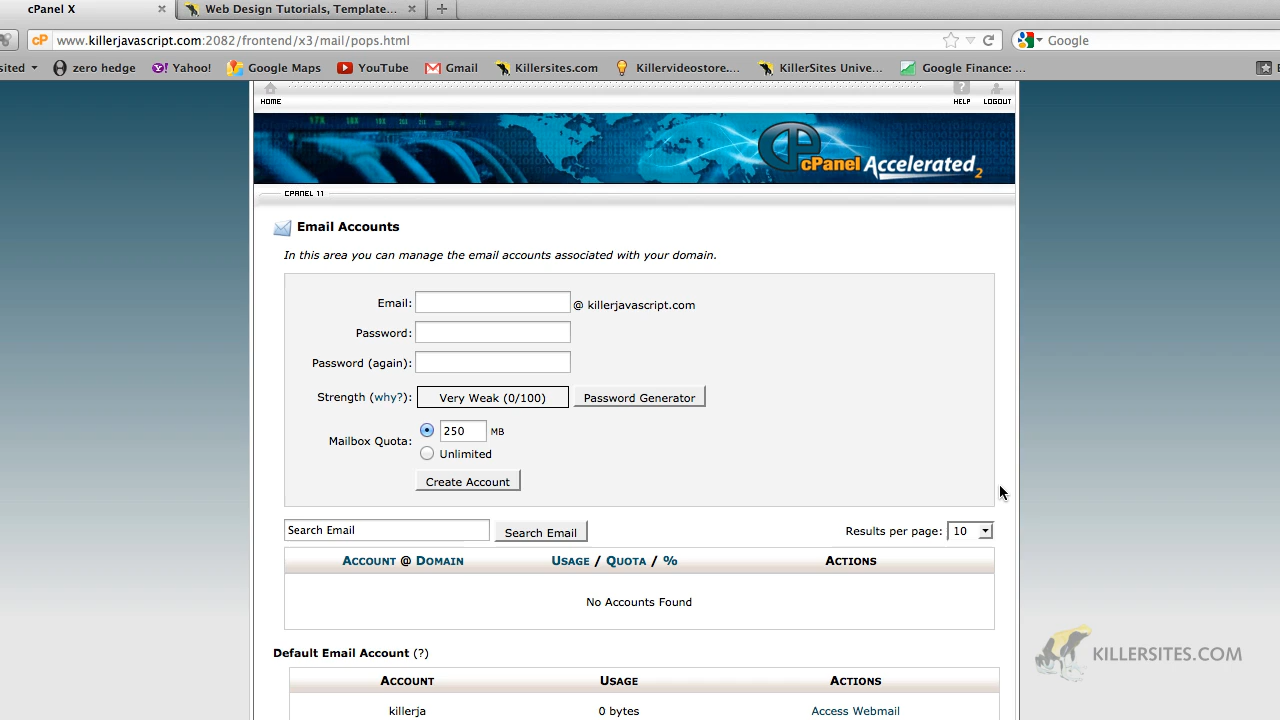 cPanel X
Web Design Tutorials, Template...
www.killerjavascript.com:2082/frontend/x3/mail/pops.html
Google
sited
zero hedge
Yahoo!
Google Maps
YouTube
Gmail
Killersites.com
Killervideostore....
KillerSites Unive...
Google Finance: ...
HOME
HELP
LOGOUT
cPanel Accelerated2
CPANEL 11
Email Accounts
In this area you can manage the email accounts associated with your domain.
Email: @ killerjavascript.com
Password:
Password (again):
Strength (why?): Very Weak (0/100) Password Generator
Mailbox Quota: 250 MB
Unlimited
Create Account
Search Email Search Email Results per page: 10
ACCOUNT @ DOMAIN USAGE / QUOTA / % ACTIONS
No Accounts Found
Default Email Account (?)
ACCOUNT USAGE ACTIONS
killerja 0 bytes Access Webmail
KILLERSITES.COM